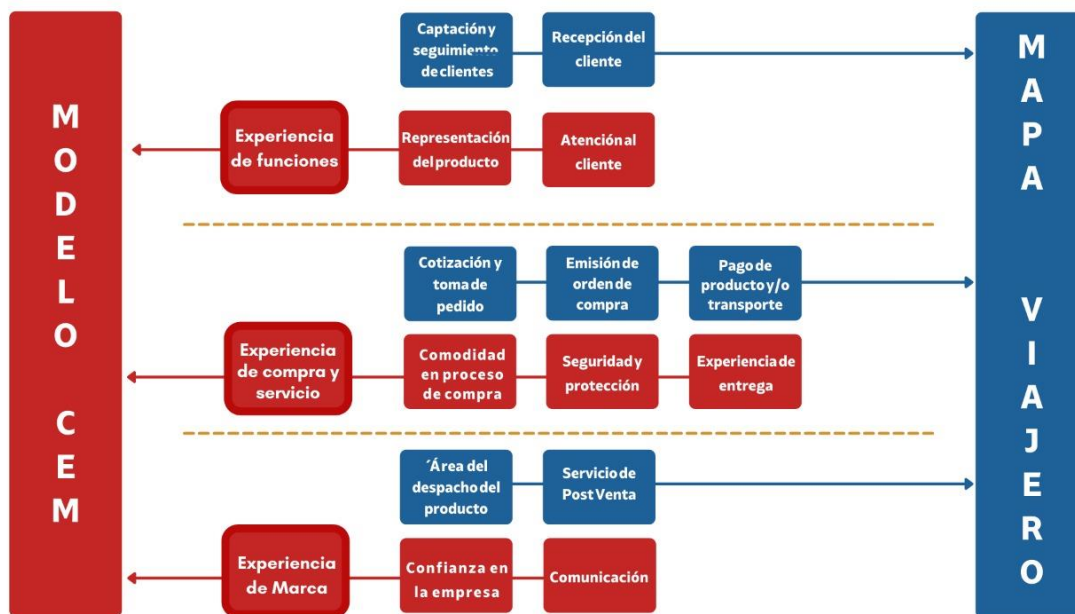 MODELO CEM
Captación y
seguimiento
de clientes
Recepción del
cliente
Experiencia
de funciones
Representación
del producto
Atención al
cliente
Cotización y
toma de
pedido
Emisión de
orden de
compra
Pago de
producto y/o
transporte
Experiencia
de compra y
servicio
Comodidad
en proceso
de compra
Seguridad y
protección
Experiencia de
entrega
´Área del
despacho del
producto
Servicio de
Post Venta
Experiencia
de Marca
Confianza en
la empresa
Comunicación
MAPA VIAJERO